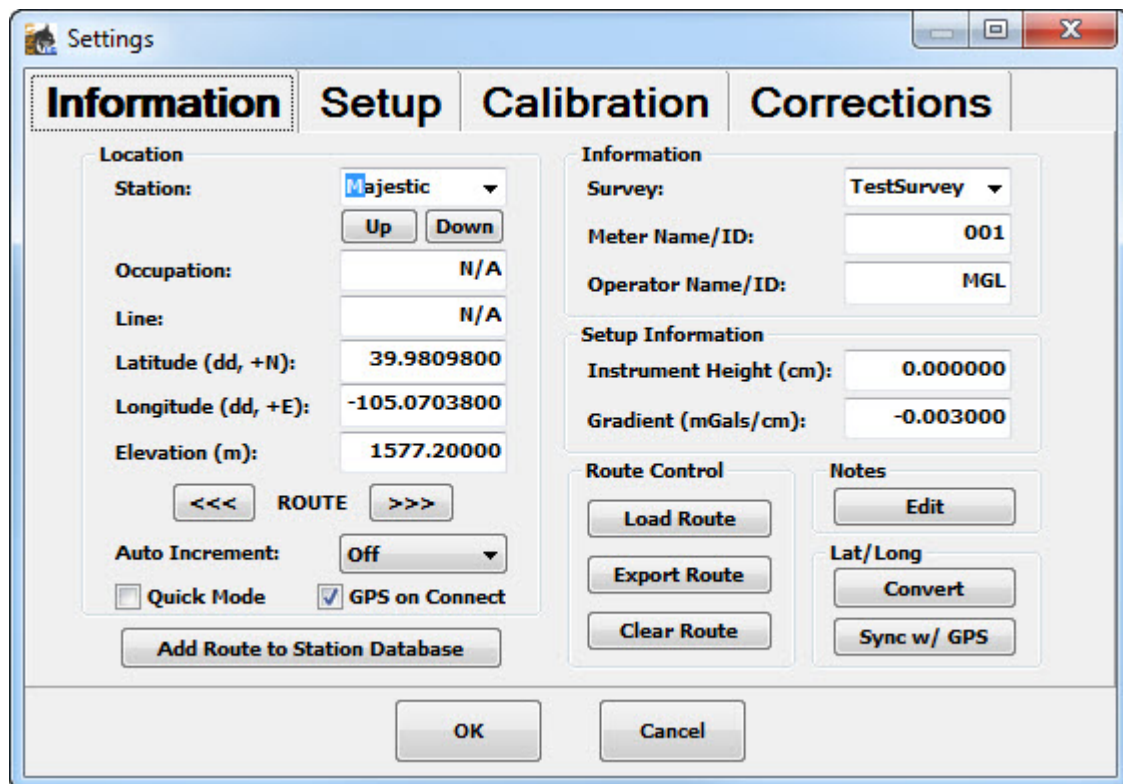 Settings
Information Setup Calibration Corrections
Location
Station: Majestic
Up Down
Occupation: N/A
Line: N/A
Latitude (dd, +N): 39.9809800
Longitude (dd, +E): -105.0703800
Elevation (m): 1577.20000
<<< ROUTE >>>
Auto Increment: Off
Quick Mode GPS on Connect
Add Route to Station Database
Information
Survey: TestSurvey
Meter Name/ID: 001
Operator Name/ID: MGL
Setup Information
Instrument Height (cm): 0.000000
Gradient (mGals/cm): -0.003000
Route Control
Load Route
Export Route
Clear Route
Notes
Edit
Lat/Long
Convert
Sync w/ GPS
OK Cancel